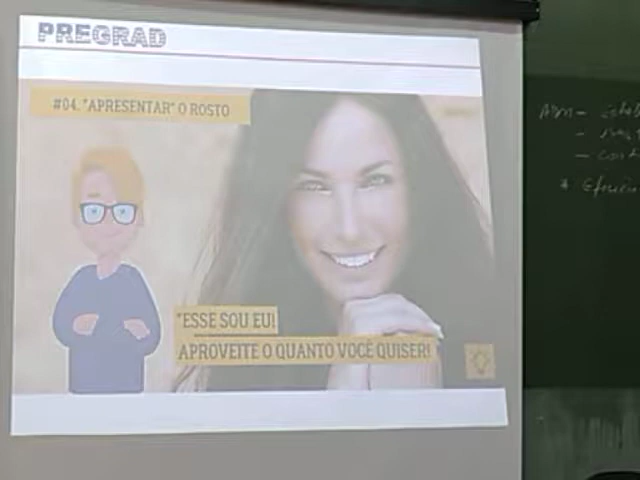 PREGRAD
#04. "APRESENTAR" O ROSTO
"ESSE SOU EU!
APROVEITE O QUANTO VOCÊ QUISER!